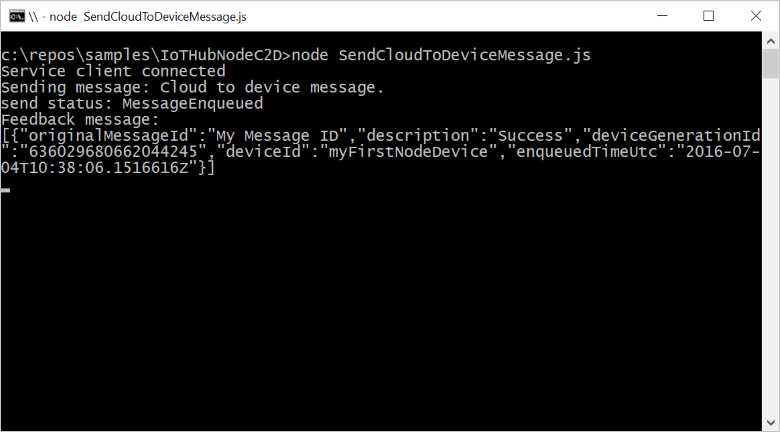 \\ - node  SendCloudToDeviceMessage.js
c:\repos\samples\IoTHubNodeC2D>node SendCloudToDeviceMessage.js
Service client connected
Sending message: Cloud to device message.
send status: MessageEnqueued
Feedback message:
[{"originalMessageId":"My Message ID","description":"Success","deviceGenerationId
":"636029680662044245","deviceId":"myFirstNodeDevice","enqueuedTimeUtc":"2016-07-
04T10:38:06.1516616Z"}]